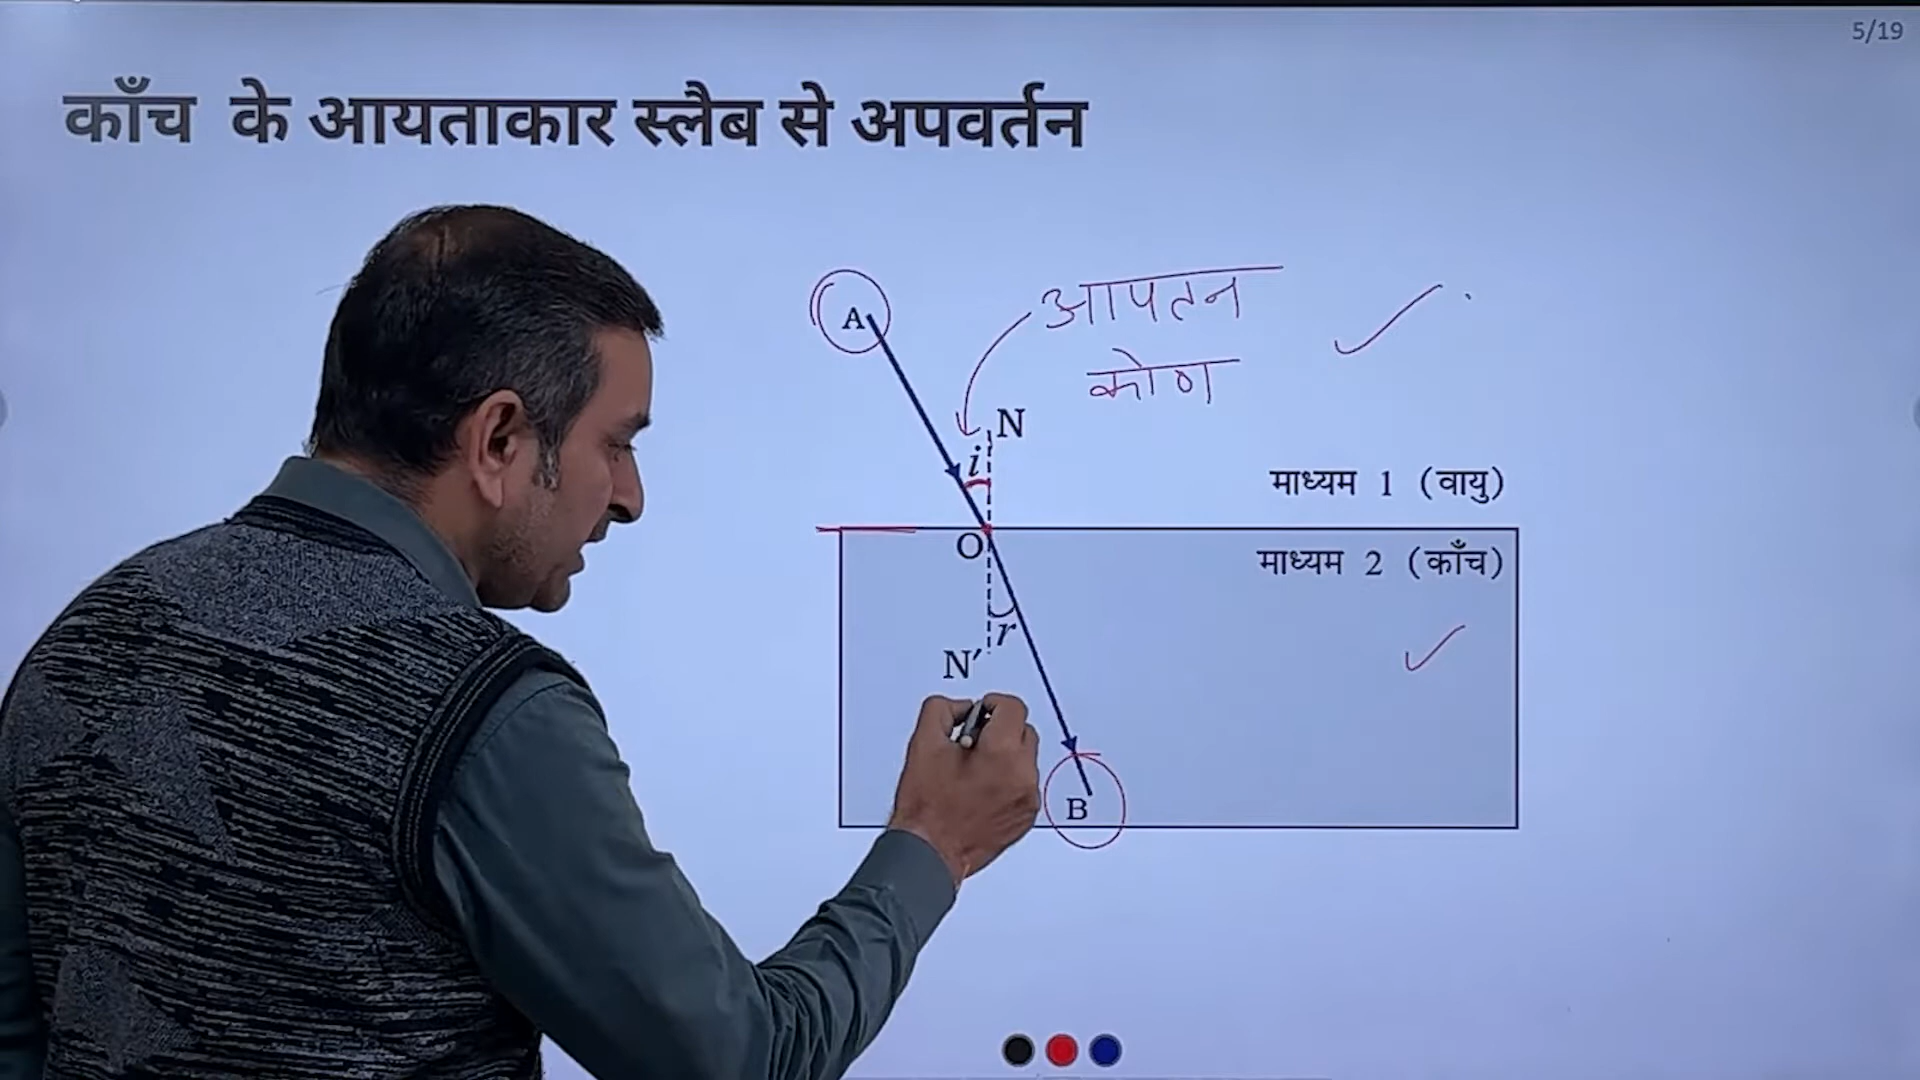 5/19
काँच के आयताकार स्लैब से अपवर्तन
A
आपतन
कोण
N
i
माध्यम 1 (वायु)
O
माध्यम 2 (काँच)
r
N′
B